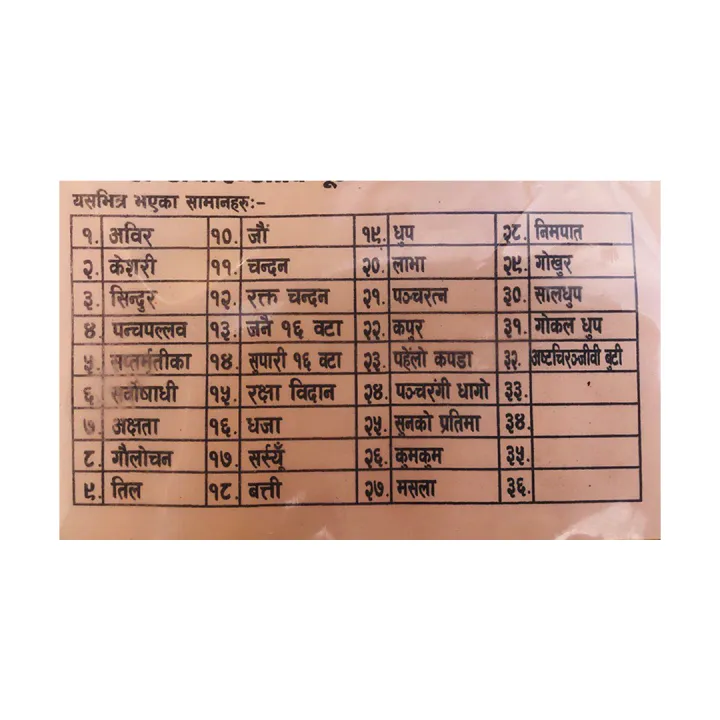 यसभित्र भएका सामानहरु:-
१. अविर १०. जौं १९. धुप २८. निमपात
२. केशरी ११. चन्दन २०. लाभा २९. गोखुर
३. सिन्दुर १२. रक्त चन्दन २१. पञ्चरत्न ३०. सालधुप
४. पन्चपल्लव १३. जनै १६ वटा २२. कपुर ३१. गोकल धुप
५. सप्तमृतीका १४. सपारी १६ वटा २३. पहेंलो कपडा ३२. अष्टचिरञ्जीवी बुटी
६. सर्वोषाधी १५. रक्षा विदान २४. पञ्चरंगी धागो ३३.
७. अक्षता १६. धजा २५. सुनको प्रतिमा ३४.
८. गौलोचन १७. सर्स्यूँ २६. कुमकुम ३५.
९. तिल १८. बत्ती २७. मसला ३६.